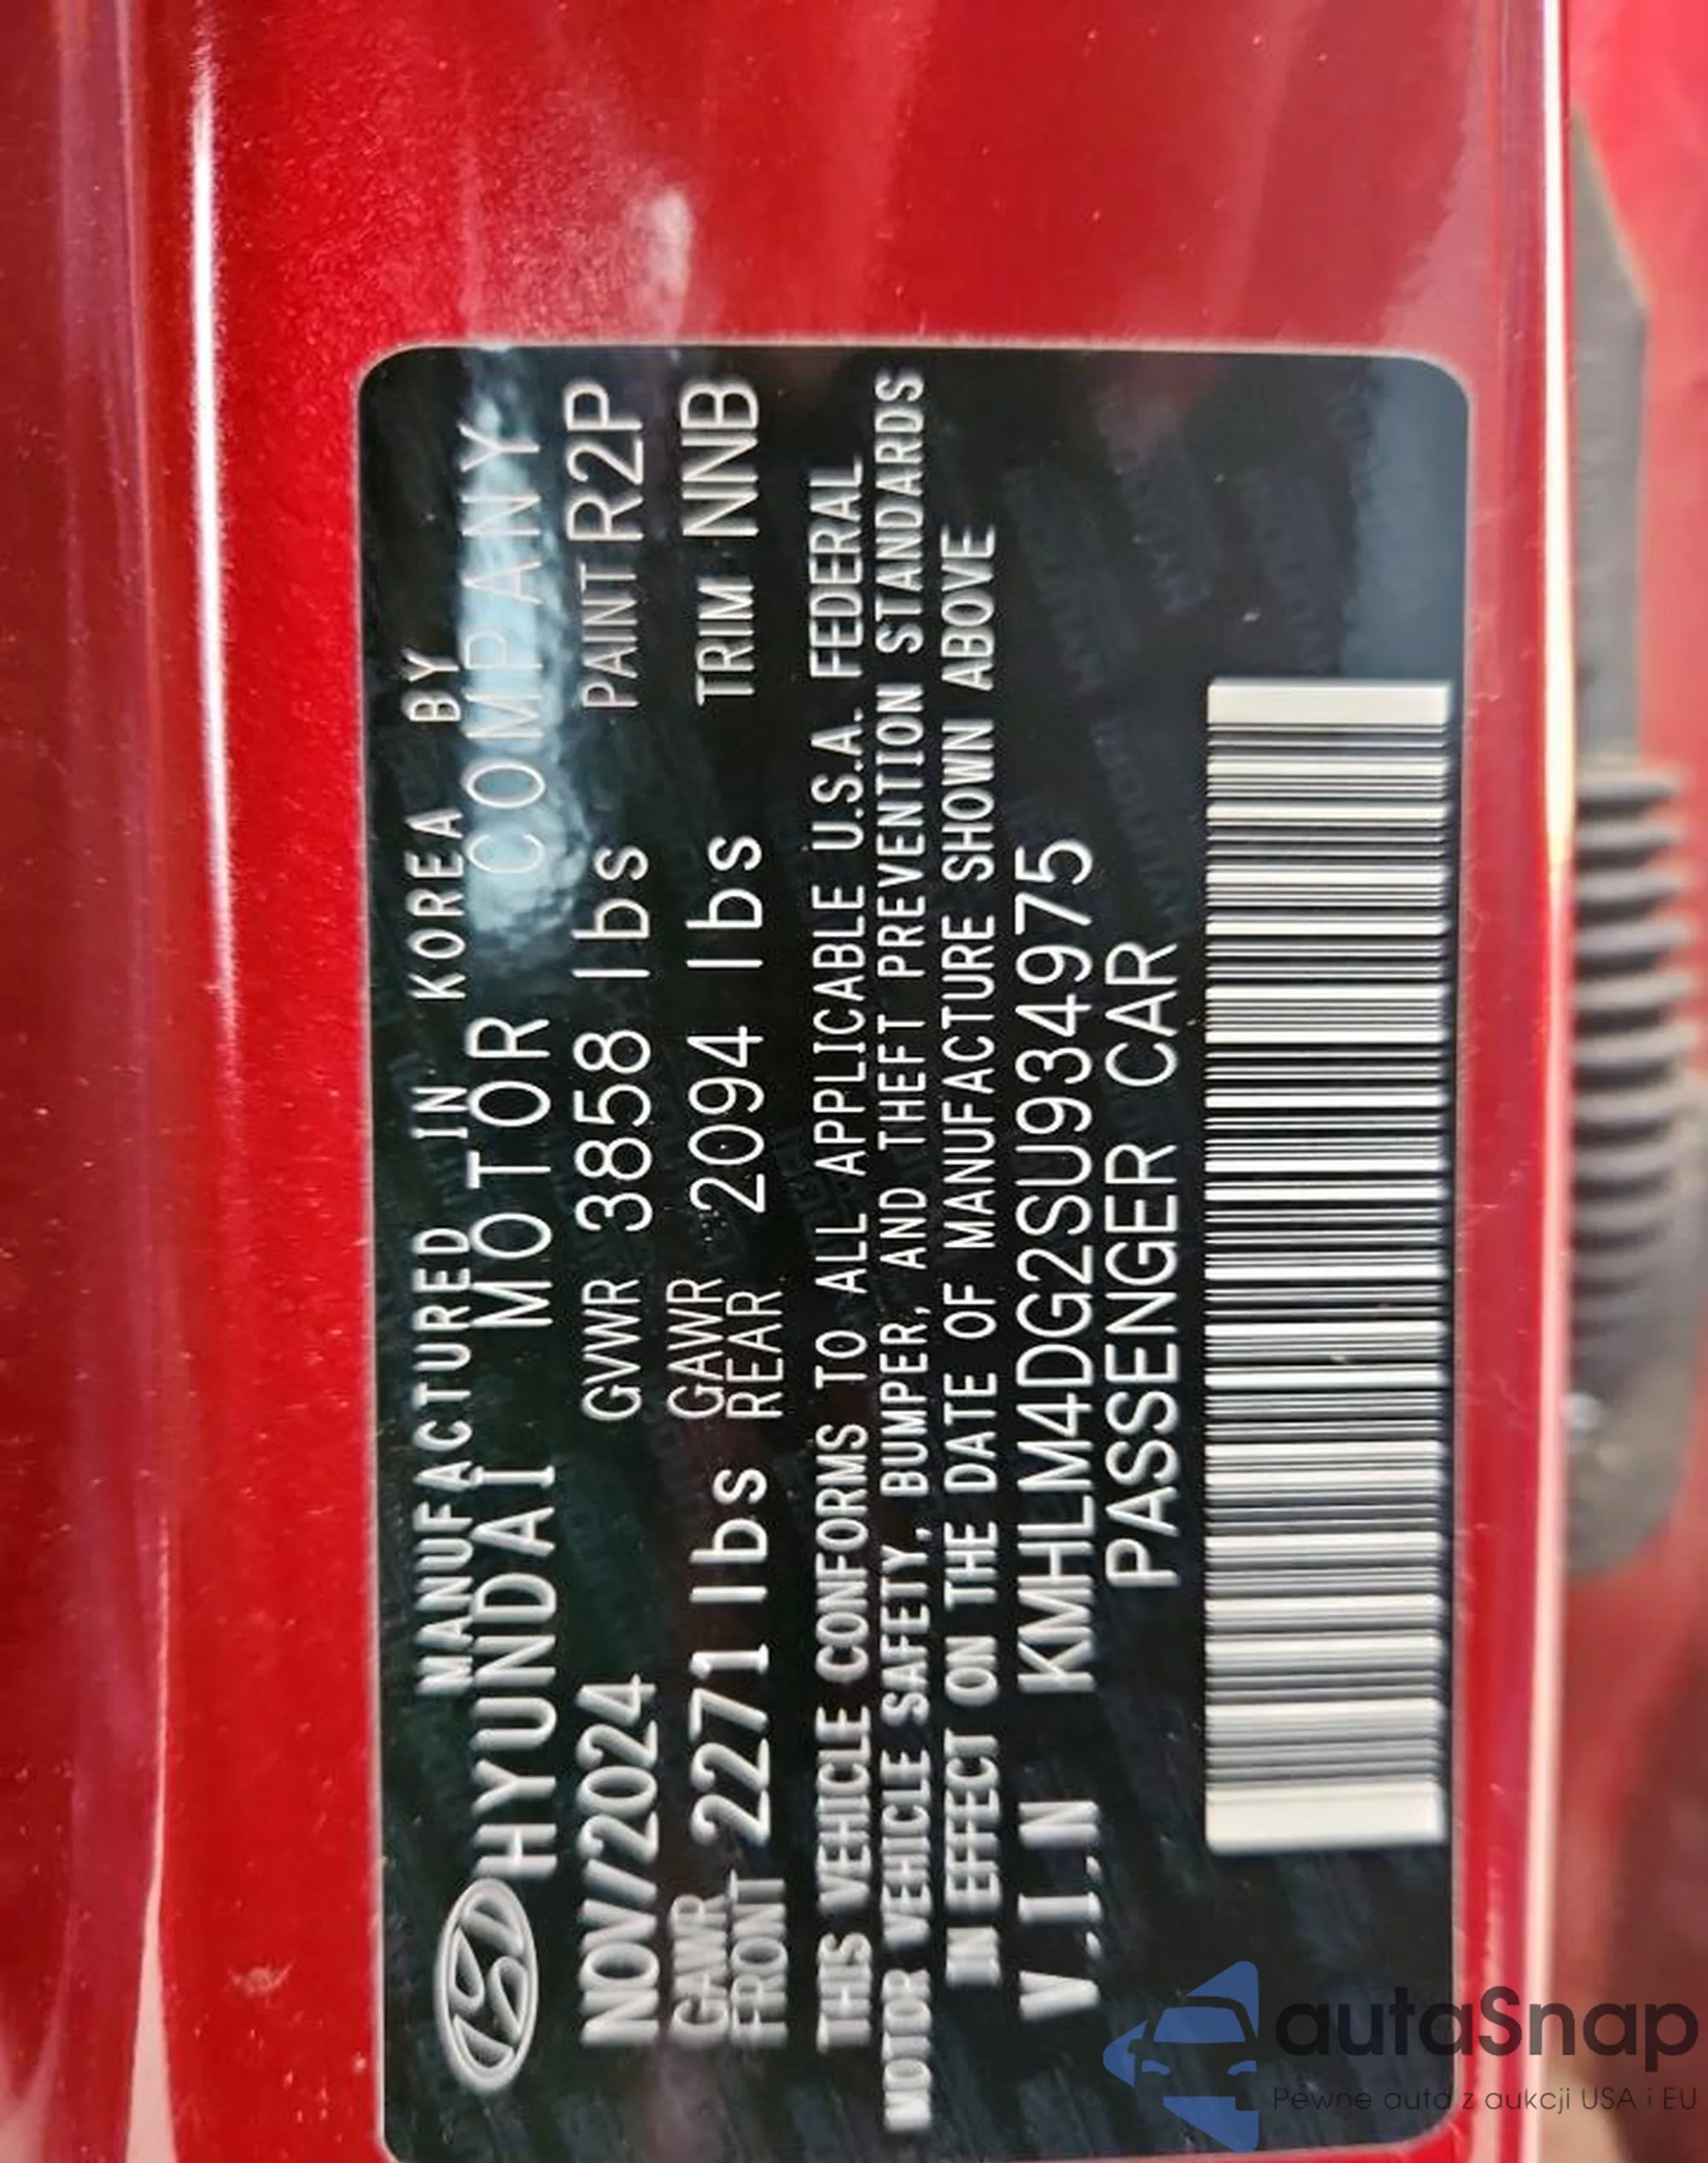 MANUFACTURED IN KOREA BY
HYUNDAI MOTOR COMPANY
NOV/2024 GVWR 3858 lbs PAINT R2P
GAWR FRONT 2271 lbs GAWR REAR 2094 lbs TRIM NNB
THIS VEHICLE CONFORMS TO ALL APPLICABLE U.S.A. FEDERAL
MOTOR VEHICLE SAFETY, BUMPER, AND THEFT PREVENTION STANDARDS
IN EFFECT ON THE DATE OF MANUFACTURE SHOWN ABOVE
V.I.N KMHLM4DG2SU934975
PASSENGER CAR
autaSnap
Pewne auta z aukcji USA i EU